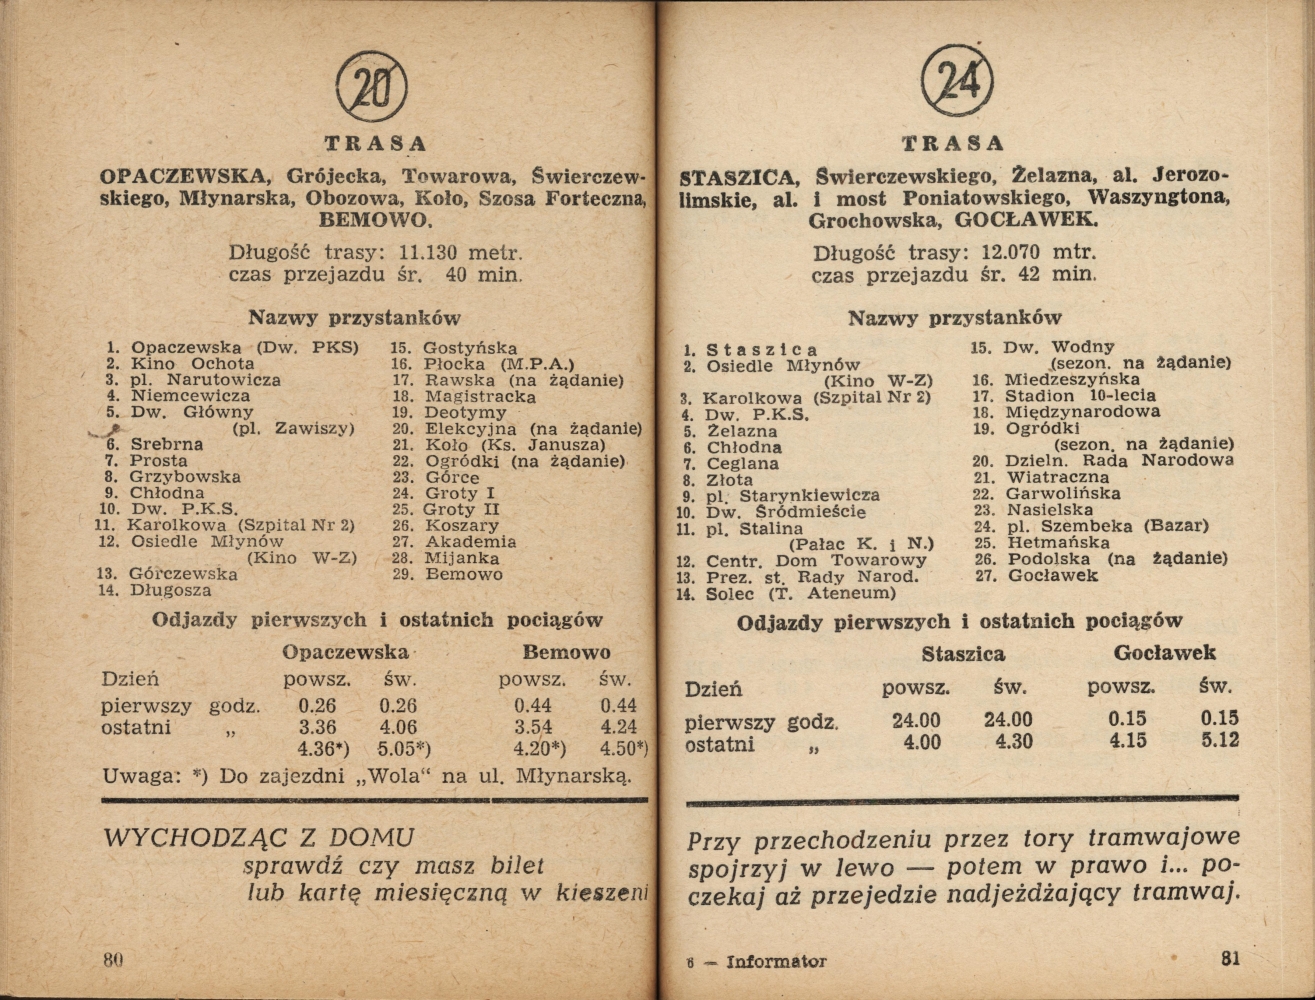 20
TRASA
OPACZEWSKA, Grójecka, Towarowa, Świerczew-
skiego, Młynarska, Obozowa, Koło, Szosa Forteczna,
BEMOWO.
Długość trasy: 11.130 metr.
czas przejazdu śr. 40 min.
Nazwy przystanków
1. Opaczewska (Dw. PKS)
2. Kino Ochota
3. pl. Narutowicza
4. Niemcewicza
5. Dw. Główny
(pl. Zawiszy)
6. Srebrna
7. Prosta
8. Grzybowska
9. Chłodna
10. Dw. P.K.S.
11. Karolkowa (Szpital Nr 2)
12. Osiedle Młynów
(Kino W-Z)
13. Górczewska
14. Długosza
15. Gostyńska
16. Płocka (M.P.A.)
17. Rawska (na żądanie)
18. Magistracka
19. Deotymy
20. Elekcyjna (na żądanie)
21. Koło (Ks. Janusza)
22. Ogródki (na żądanie)
23. Górce
24. Groty I
25. Groty II
26. Koszary
27. Akademia
28. Mijanka
29. Bemowo
Odjazdy pierwszych i ostatnich pociągów
Opaczewska Bemowo
Dzień powsz. św. powsz. św.
pierwszy godz. 0.26 0.26 0.44 0.44
ostatni „ 3.36 4.06 3.54 4.24
4.36*) 5.05*) 4.20*) 4.50*)
Uwaga: *) Do zajezdni „Wola“ na ul. Młynarską.
WYCHODZĄC Z DOMU
sprawdź czy masz bilet
lub kartę miesięczną w kieszeni
80
24
TRASA
STASZICA, Świerczewskiego, Żelazna, al. Jerozo-
limskie, al. i most Poniatowskiego, Waszyngtona,
Grochowska, GOCŁAWEK.
Długość trasy: 12.070 mtr.
czas przejazdu śr. 42 min.
Nazwy przystanków
1. Staszica
2. Osiedle Młynów
(Kino W-Z)
3. Karolkowa (Szpital Nr 2)
4. Dw. P.K.S.
5. Żelazna
6. Chłodna
7. Ceglana
8. Złota
9. pl. Starynkiewicza
10. Dw. Śródmieście
11. pl. Stalina
(Pałac K. i N.)
12. Centr. Dom Towarowy
13. Prez. st. Rady Narod.
14. Solec (T. Ateneum)
15. Dw. Wodny
(sezon. na żądanie)
16. Miedzeszyńska
17. Stadion 10-lecia
18. Międzynarodowa
19. Ogródki
(sezon. na żądanie)
20. Dzieln. Rada Narodowa
21. Wiatraczna
22. Garwolińska
23. Nasielska
24. pl. Szembeka (Bazar)
25. Hetmańska
26. Podolska (na żądanie)
27. Gocławek
Odjazdy pierwszych i ostatnich pociągów
Staszica Gocławek
Dzień powsz. św. powsz. św.
pierwszy godz. 24.00 24.00 0.15 0.15
ostatni „ 4.00 4.30 4.15 5.12
Przy przechodzeniu przez tory tramwajowe
spojrzyj w lewo — potem w prawo i... po-
czekaj aż przejedzie nadjeżdżający tramwaj.
6 — Informator
81